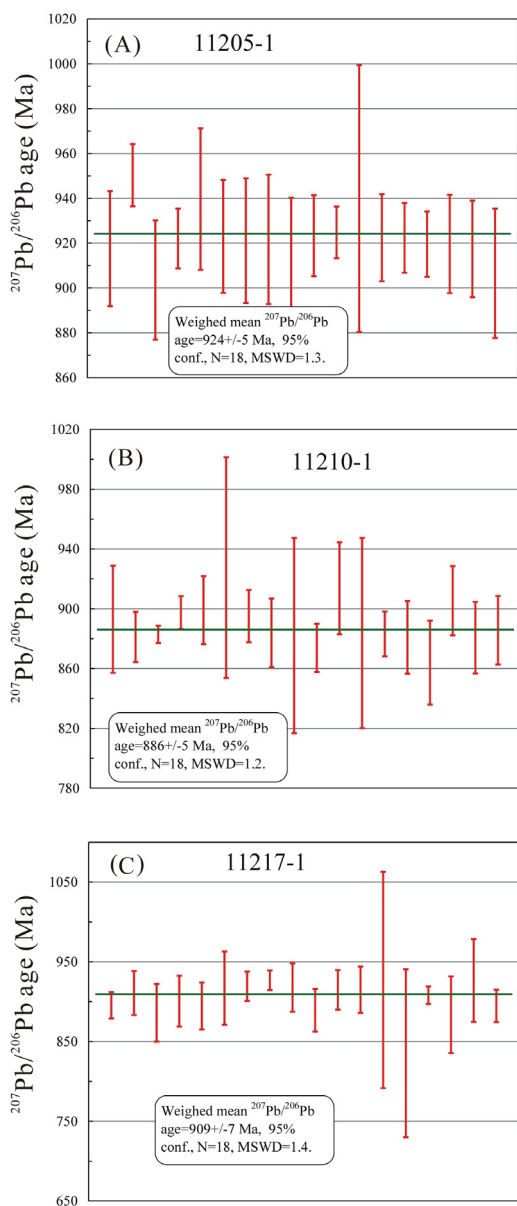 (A) 11205-1
1020
1000
980
960
940
920
900
880
860
²⁰⁷Pb/²⁰⁶Pb age (Ma)
Weighed mean ²⁰⁷Pb/²⁰⁶Pb
age=924+/-5 Ma, 95%
conf., N=18, MSWD=1.3.
(B) 11210-1
1020
980
940
900
860
820
780
²⁰⁷Pb/²⁰⁶Pb age (Ma)
Weighed mean ²⁰⁷Pb/²⁰⁶Pb
age=886+/-5 Ma, 95%
conf., N=18, MSWD=1.2.
(C) 11217-1
1050
950
850
750
650
²⁰⁷Pb/²⁰⁶Pb age (Ma)
Weighed mean ²⁰⁷Pb/²⁰⁶Pb
age=909+/-7 Ma, 95%
conf., N=18, MSWD=1.4.